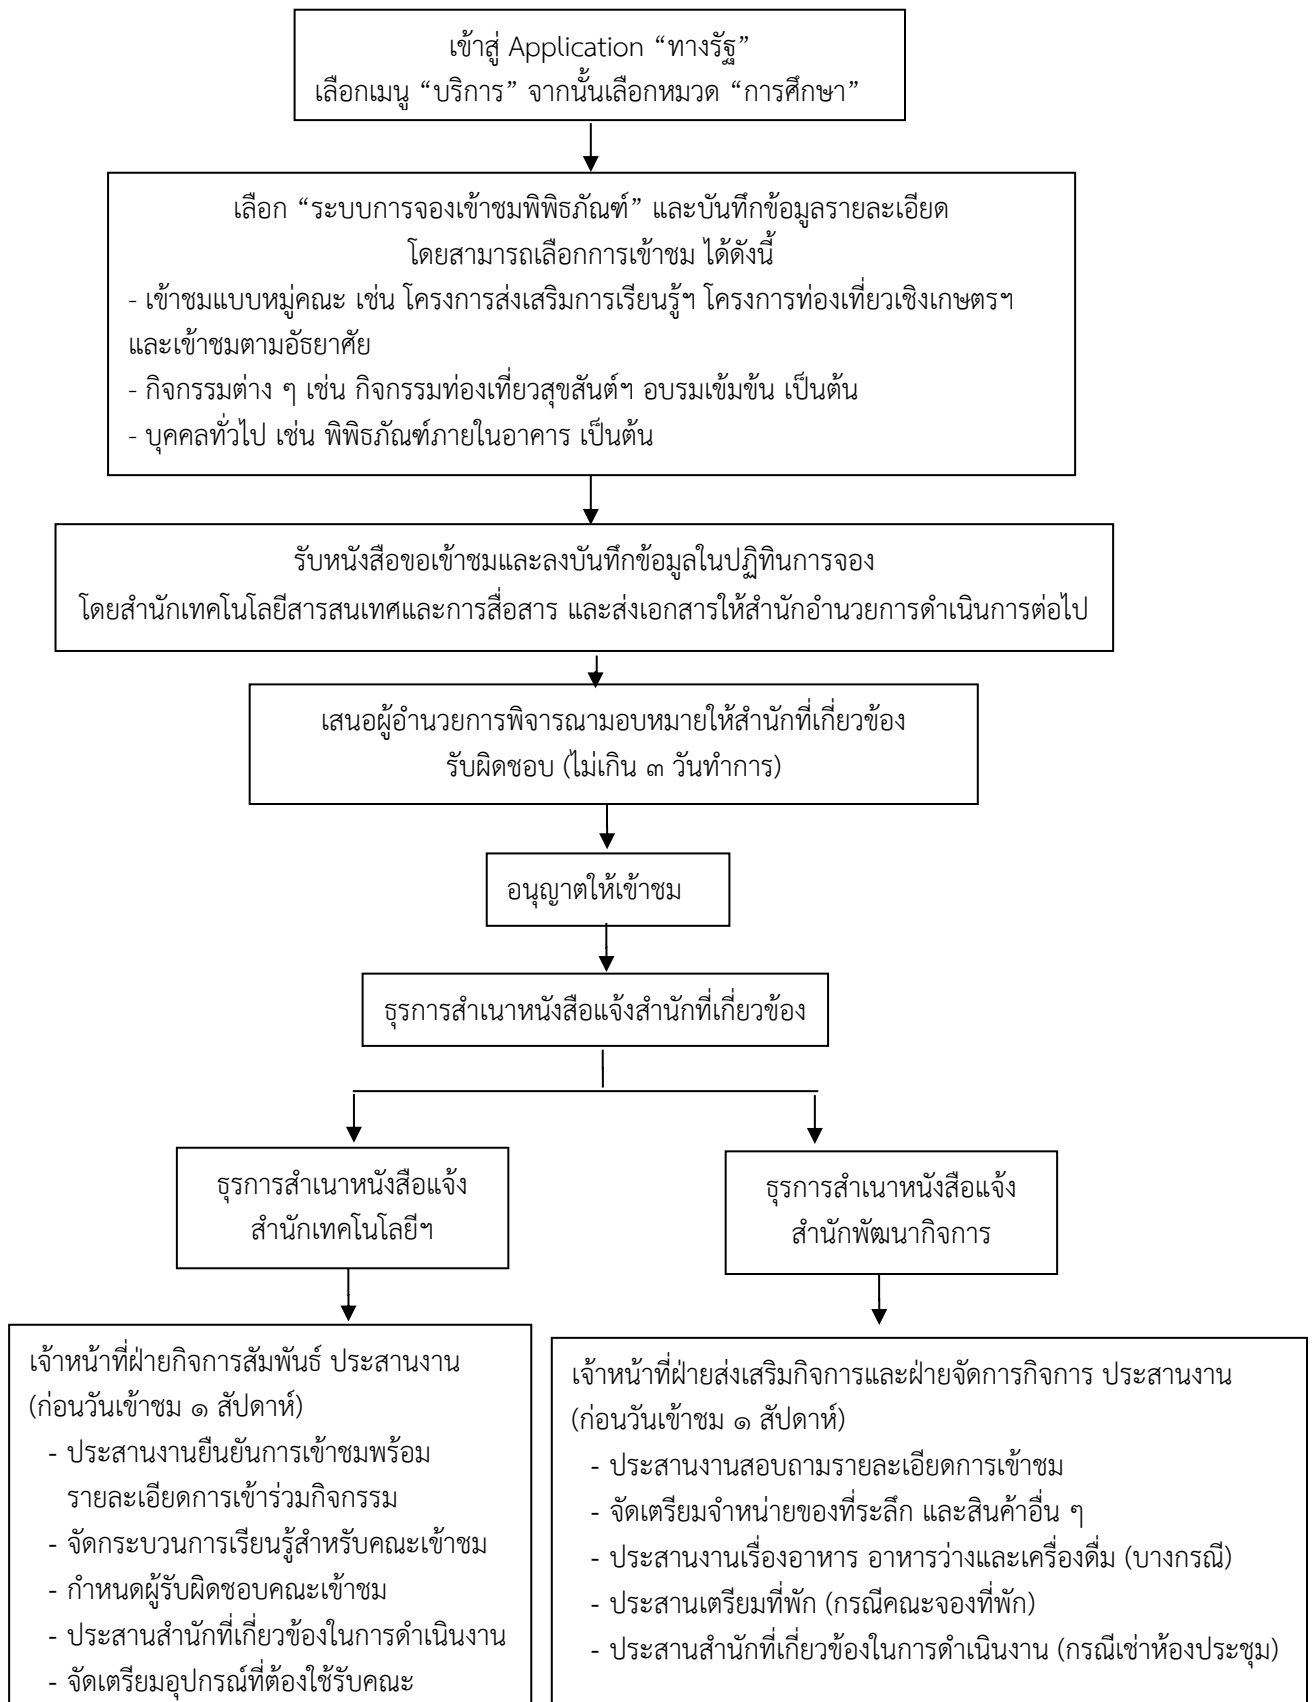 เข้าสู่ Application “ทางรัฐ”
เลือกเมนู “บริการ” จากนั้นเลือกหมวด “การศึกษา”
เลือก “ระบบการจองเข้าชมพิพิธภัณฑ์” และบันทึกข้อมูลรายละเอียด
โดยสามารถเลือกการเข้าชม ได้ดังนี้
- เข้าชมแบบหมู่คณะ เช่น โครงการส่งเสริมการเรียนรู้ฯ โครงการท่องเที่ยวเชิงเกษตรฯ
และเข้าชมตามอัธยาศัย
- กิจกรรมต่าง ๆ เช่น กิจกรรมท่องเที่ยวสุขสันต์ฯ อบรมเข้มข้น เป็นต้น
- บุคคลทั่วไป เช่น พิพิธภัณฑ์ภายในอาคาร เป็นต้น
รับหนังสือขอเข้าชมและลงบันทึกข้อมูลในปฏิทินการจอง
โดยสำนักเทคโนโลยีสารสนเทศและการสื่อสาร และส่งเอกสารให้สำนักอำนวยการดำเนินการต่อไป
เสนอผู้อำนวยการพิจารณามอบหมายให้สำนักที่เกี่ยวข้อง
รับผิดชอบ (ไม่เกิน ๓ วันทำการ)
อนุญาตให้เข้าชม
ธุรการสำเนาหนังสือแจ้งสำนักที่เกี่ยวข้อง
ธุรการสำเนาหนังสือแจ้ง
สำนักเทคโนโลยีฯ
ธุรการสำเนาหนังสือแจ้ง
สำนักพัฒนากิจการ
เจ้าหน้าที่ฝ่ายกิจการสัมพันธ์ ประสานงาน
(ก่อนวันเข้าชม ๑ สัปดาห์)
- ประสานงานยืนยันการเข้าชมพร้อม
รายละเอียดการเข้าร่วมกิจกรรม
- จัดกระบวนการเรียนรู้สำหรับคณะเข้าชม
- กำหนดผู้รับผิดชอบคณะเข้าชม
- ประสานสำนักที่เกี่ยวข้องในการดำเนินงาน
- จัดเตรียมอุปกรณ์ที่ต้องใช้รับคณะ
เจ้าหน้าที่ฝ่ายส่งเสริมกิจการและฝ่ายจัดการกิจการ ประสานงาน
(ก่อนวันเข้าชม ๑ สัปดาห์)
- ประสานงานสอบถามรายละเอียดการเข้าชม
- จัดเตรียมจำหน่ายของที่ระลึก และสินค้าอื่น ๆ
- ประสานงานเรื่องอาหาร อาหารว่างและเครื่องดื่ม (บางกรณี)
- ประสานเตรียมที่พัก (กรณีคณะจองที่พัก)
- ประสานสำนักที่เกี่ยวข้องในการดำเนินงาน (กรณีเช่าห้องประชุม)